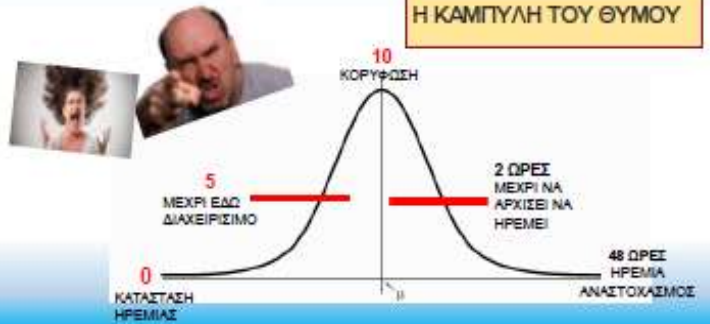 Η ΚΑΜΠΥΛΗ ΤΟΥ ΘΥΜΟΥ
10
ΚΟΡΥΦΩΣΗ
5
ΜΕΧΡΙ ΕΔΩ
ΔΙΑΧΕΙΡΙΣΙΜΟ
2 ΩΡΕΣ
ΜΕΧΡΙ ΝΑ
ΑΡΧΙΣΕΙ ΝΑ
ΗΡΕΜΕΙ
0
ΚΑΤΑΣΤΑΣΗ
ΗΡΕΜΙΑΣ
μ
48 ΩΡΕΣ
ΗΡΕΜΙΑ
ΑΝΑΣΤΟΧΑΣΜΟΣ